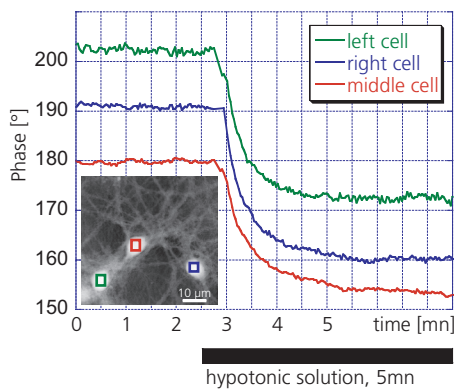 left cell
right cell
middle cell
Phase [°]
200
190
180
170
160
150
10 µm
0 1 2 3 4 5 time [mn]
hypotonic solution, 5mn